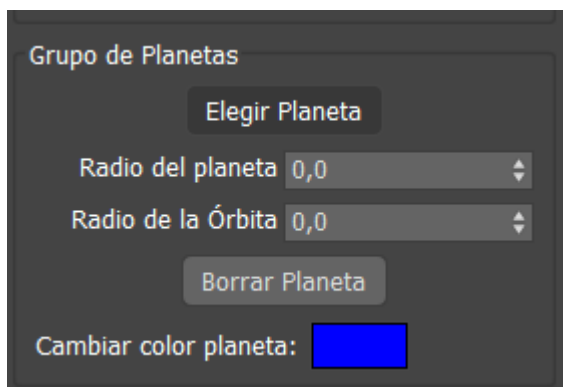 Grupo de Planetas
Elegir Planeta
Radio del planeta 0,0
Radio de la Órbita 0,0
Borrar Planeta
Cambiar color planeta: